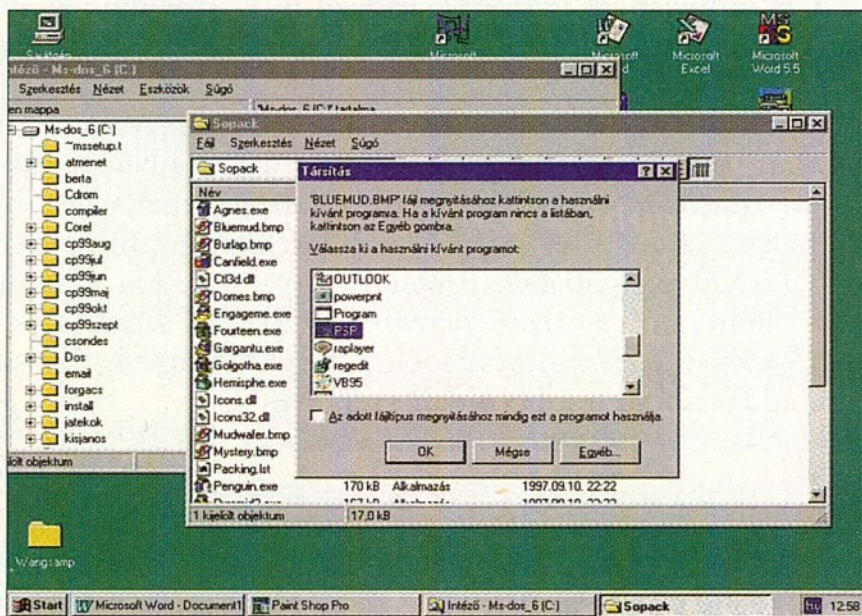 Microsoft
Excel
Microsoft
Word 5.5
Intéző - Ms-dos_6 (C:)
Szerkesztés Nézet Eszközök Súgó
en mappa
'Ms-dos_6 (C:)' tartalma
Ms-dos_6 (C:)
~mssetup.t
atmenet
berta
Cdrom
compiler
Corel
cp99aug
cp99jul
cp99jun
cp99maj
cp99okt
cp99szept
csondes
Dos
email
forgacs
install
jatekok
kisjanos
objektum
Sopack
Fájl Szerkesztés Nézet Súgó
Sopack
Név
Agnes.exe
Bluemud.bmp
Burlap.bmp
Canfield.exe
Ctl3d.dll
Domes.bmp
Engageme.exe
Fourteen.exe
Gargantu.exe
Golgotha.exe
Hemisphe.exe
Icons.dll
Icons32.dll
Mudwafer.bmp
Mystery.bmp
Packing.lst
Penguin.exe 170 kB Alkalmazás 1997.09.10. 22:22
1 kijelölt objektum 17,0 kB
Társítás
'BLUEMUD.BMP' fájl megnyitásához kattintson a használni
kívánt programra. Ha a kívánt program nincs a listában,
kattintson az Egyéb gombra.
Válassza ki a használni kívánt programot:
OUTLOOK
powerpnt
Program
PSP
raplayer
regedit
VB95
Az adott fájltípus megnyitásához mindig ezt a programot használja.
OK Mégse Egyéb...
Start Microsoft Word - Document1 Paint Shop Pro Intéző - Ms-dos_6 (C:) Sopack 12:59